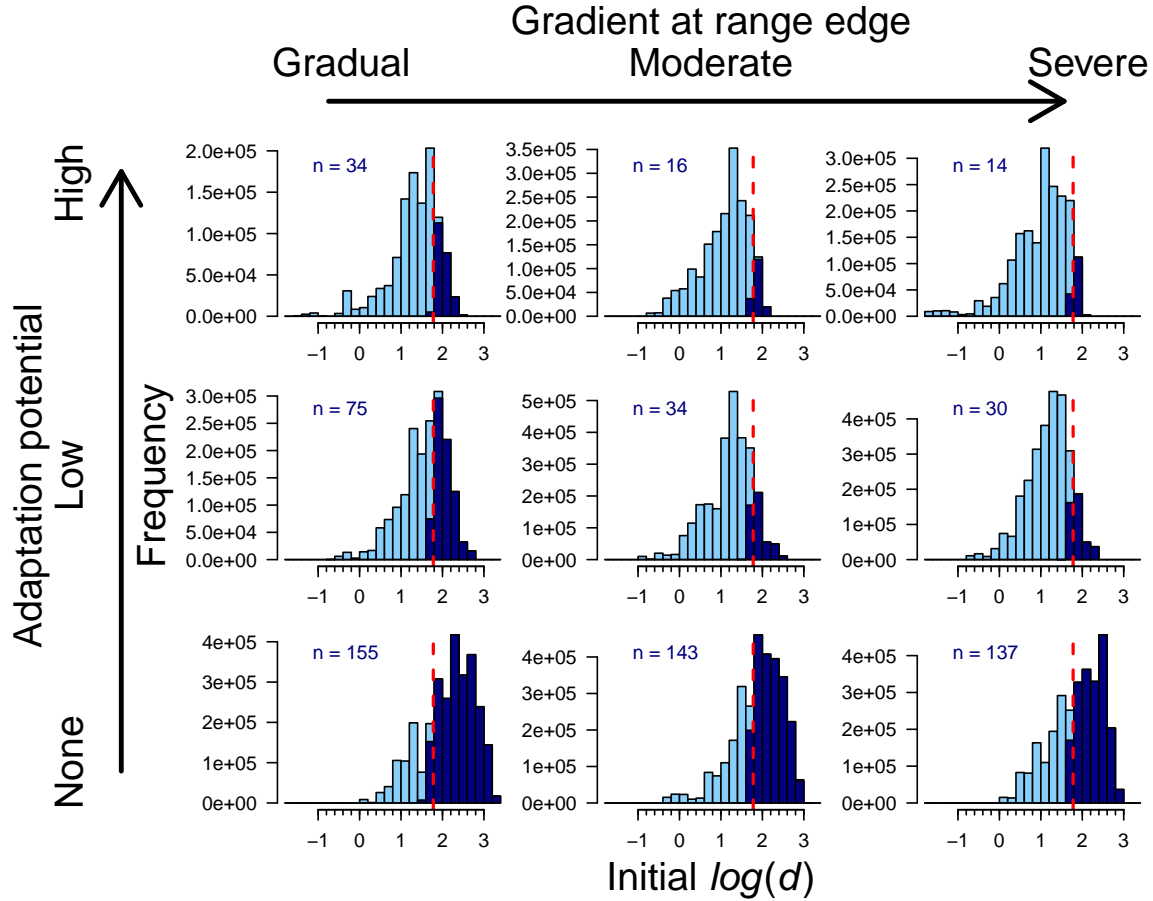 Gradient at range edge
Gradual Moderate Severe
High
Low
None
Adaptation potential
Frequency
n = 34
2.0e+05
1.5e+05
1.0e+05
5.0e+04
0.0e+00
−1 0 1 2 3
n = 16
3.5e+05
3.0e+05
2.5e+05
2.0e+05
1.5e+05
1.0e+05
5.0e+04
0.0e+00
−1 0 1 2 3
n = 14
3.0e+05
2.5e+05
2.0e+05
1.5e+05
1.0e+05
5.0e+04
0.0e+00
−1 0 1 2 3
n = 75
3.0e+05
2.5e+05
2.0e+05
1.5e+05
1.0e+05
5.0e+04
0.0e+00
−1 0 1 2 3
n = 34
5e+05
4e+05
3e+05
2e+05
1e+05
0e+00
−1 0 1 2 3
n = 30
4e+05
3e+05
2e+05
1e+05
0e+00
−1 0 1 2 3
n = 155
4e+05
3e+05
2e+05
1e+05
0e+00
−1 0 1 2 3
n = 143
4e+05
3e+05
2e+05
1e+05
0e+00
−1 0 1 2 3
n = 137
4e+05
3e+05
2e+05
1e+05
0e+00
−1 0 1 2 3
Initial log(d)